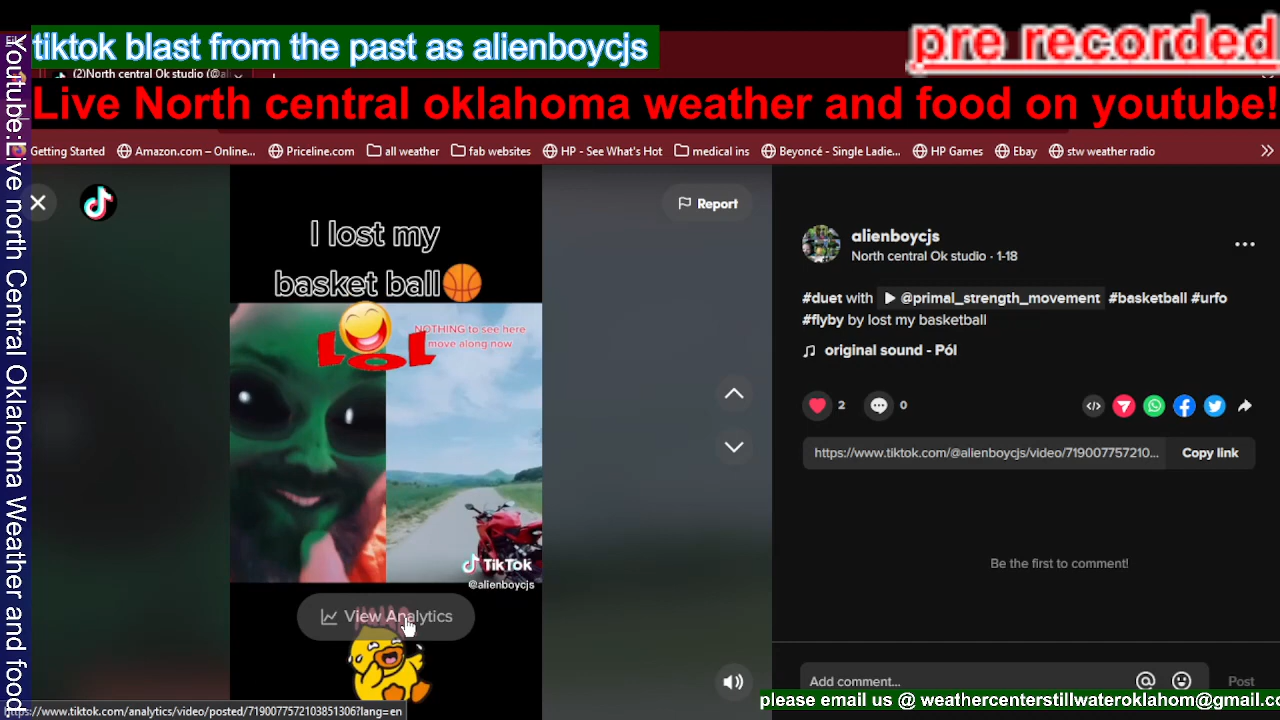 tiktok blast from the past as alienboycjs
pre recorded
(2)North central Ok studio (@a
Live North central oklahoma weather and food on youtube!
Getting Started
Amazon.com – Online...
Priceline.com
all weather
fab websites
HP - See What's Hot
medical ins
Beyoncé - Single Ladie...
HP Games
Ebay
stw weather radio
Youtube:Live north Central Oklahoma Weather and food
I lost my
basket ball🏀
LOL
NOTHING to see here
move along now
TikTok
@alienboycjs
View Analytics
Report
alienboycjs
North central Ok studio · 1-18
#duet with @primal_strength_movement #basketball #urfo
#flyby by lost my basketball
original sound - Pól
2
0
https://www.tiktok.com/@alienboycjs/video/719007757210...
Copy link
Be the first to comment!
Add comment...
Post
please email us @ weathercenterstillwateroklahom@gmail.co
https://www.tiktok.com/analytics/video/posted/7190077572103851306?lang=en